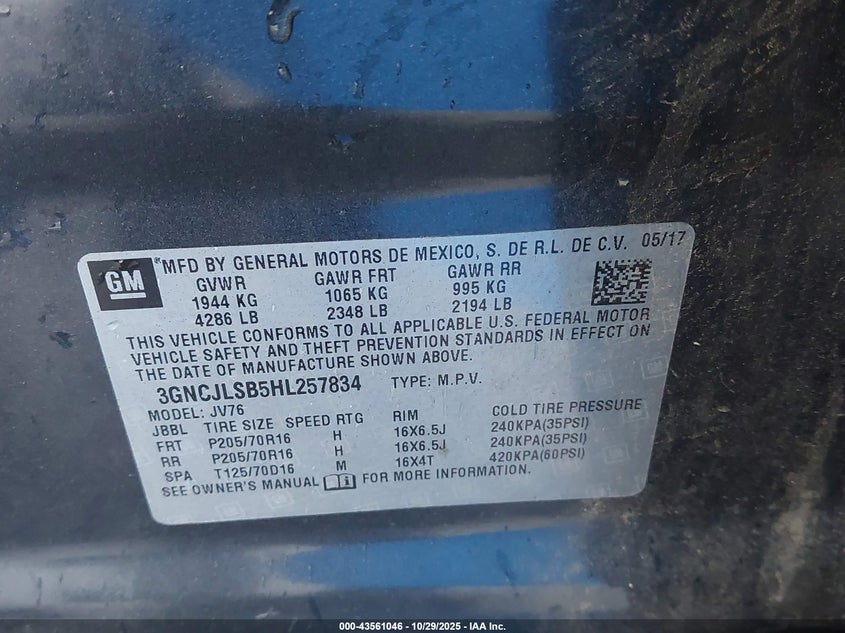 GM
MFD BY GENERAL MOTORS DE MEXICO, S. DE R.L. DE C.V. 05/17
GVWR GAWR FRT GAWR RR
1944 KG 1065 KG 995 KG
4286 LB 2348 LB 2194 LB
THIS VEHICLE CONFORMS TO ALL APPLICABLE U.S. FEDERAL MOTOR
VEHICLE SAFETY AND THEFT PREVENTION STANDARDS IN EFFECT ON
THE DATE OF MANUFACTURE SHOWN ABOVE.
3GNCJLSB5HL257834 TYPE: M.P.V.
MODEL: JV76
JBBL TIRE SIZE SPEED RTG RIM COLD TIRE PRESSURE
FRT P205/70R16 H 16X6.5J 240KPA(35PSI)
RR P205/70R16 H 16X6.5J 240KPA(35PSI)
SPA T125/70D16 M 16X4T 420KPA(60PSI)
SEE OWNER'S MANUAL FOR MORE INFORMATION.
000-43561046 - 10/29/2025 - IAA Inc.